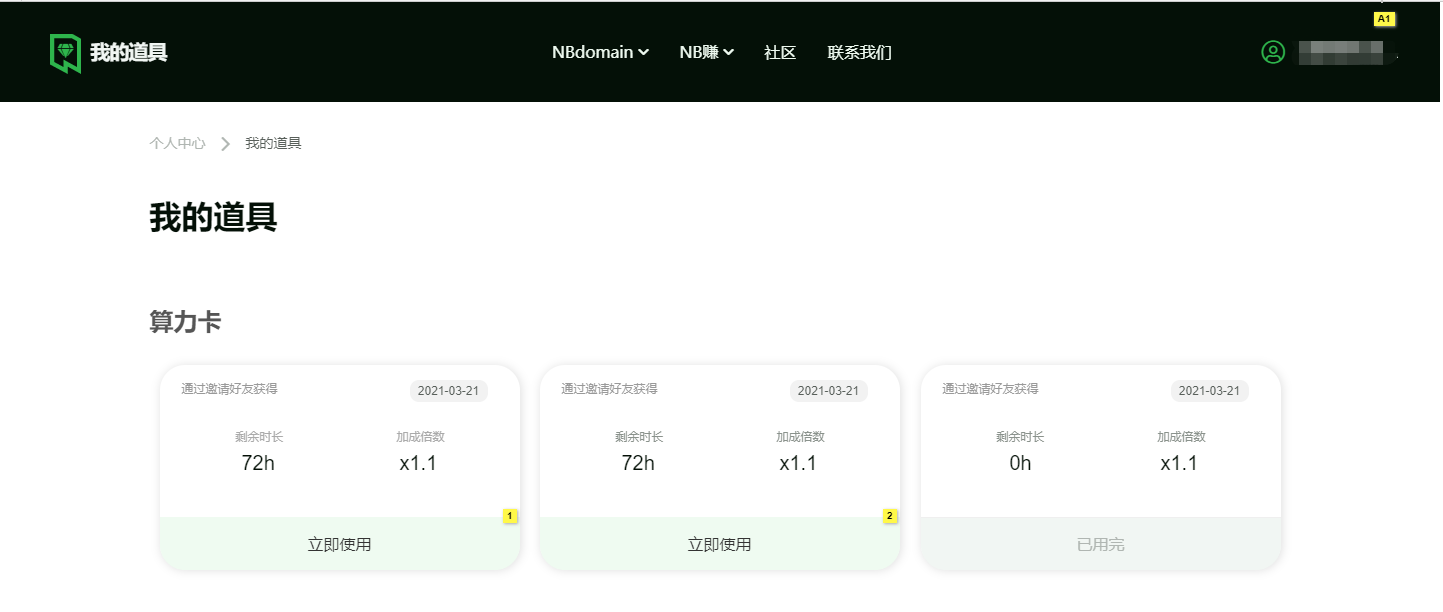 A1
我的道具 NBdomain NB赚 社区 联系我们
个人中心 我的道具
我的道具
算力卡
通过邀请好友获得 2021-03-21 通过邀请好友获得 2021-03-21 通过邀请好友获得 2021-03-21
剩余时长 加成倍数 剩余时长 加成倍数 剩余时长 加成倍数
72h x1.1 72h x1.1 0h x1.1
1 2
立即使用 立即使用 已用完